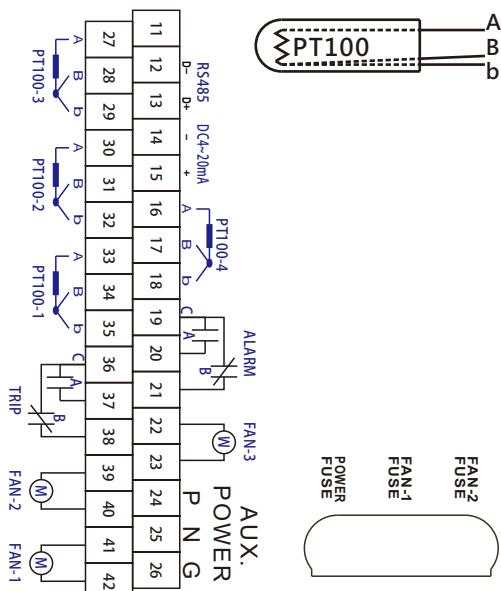 PT100
A
B
b
11
12
13
14
15
16
17
18
19
20
21
22
23
24
25
26
D-
D+
RS485
-
+
DC4~20mA
A
B
b
PT100-4
C
A
B
ALARM
W
FAN-3
AUX.
POWER
P N G
27
28
29
30
31
32
33
34
35
36
37
38
39
40
41
42
A
B
b
PT100-3
A
B
b
PT100-2
A
B
b
PT100-1
C
A
B
TRIP
M
FAN-2
M
FAN-1
POWER
FUSE
FAN-1
FUSE
FAN-2
FUSE